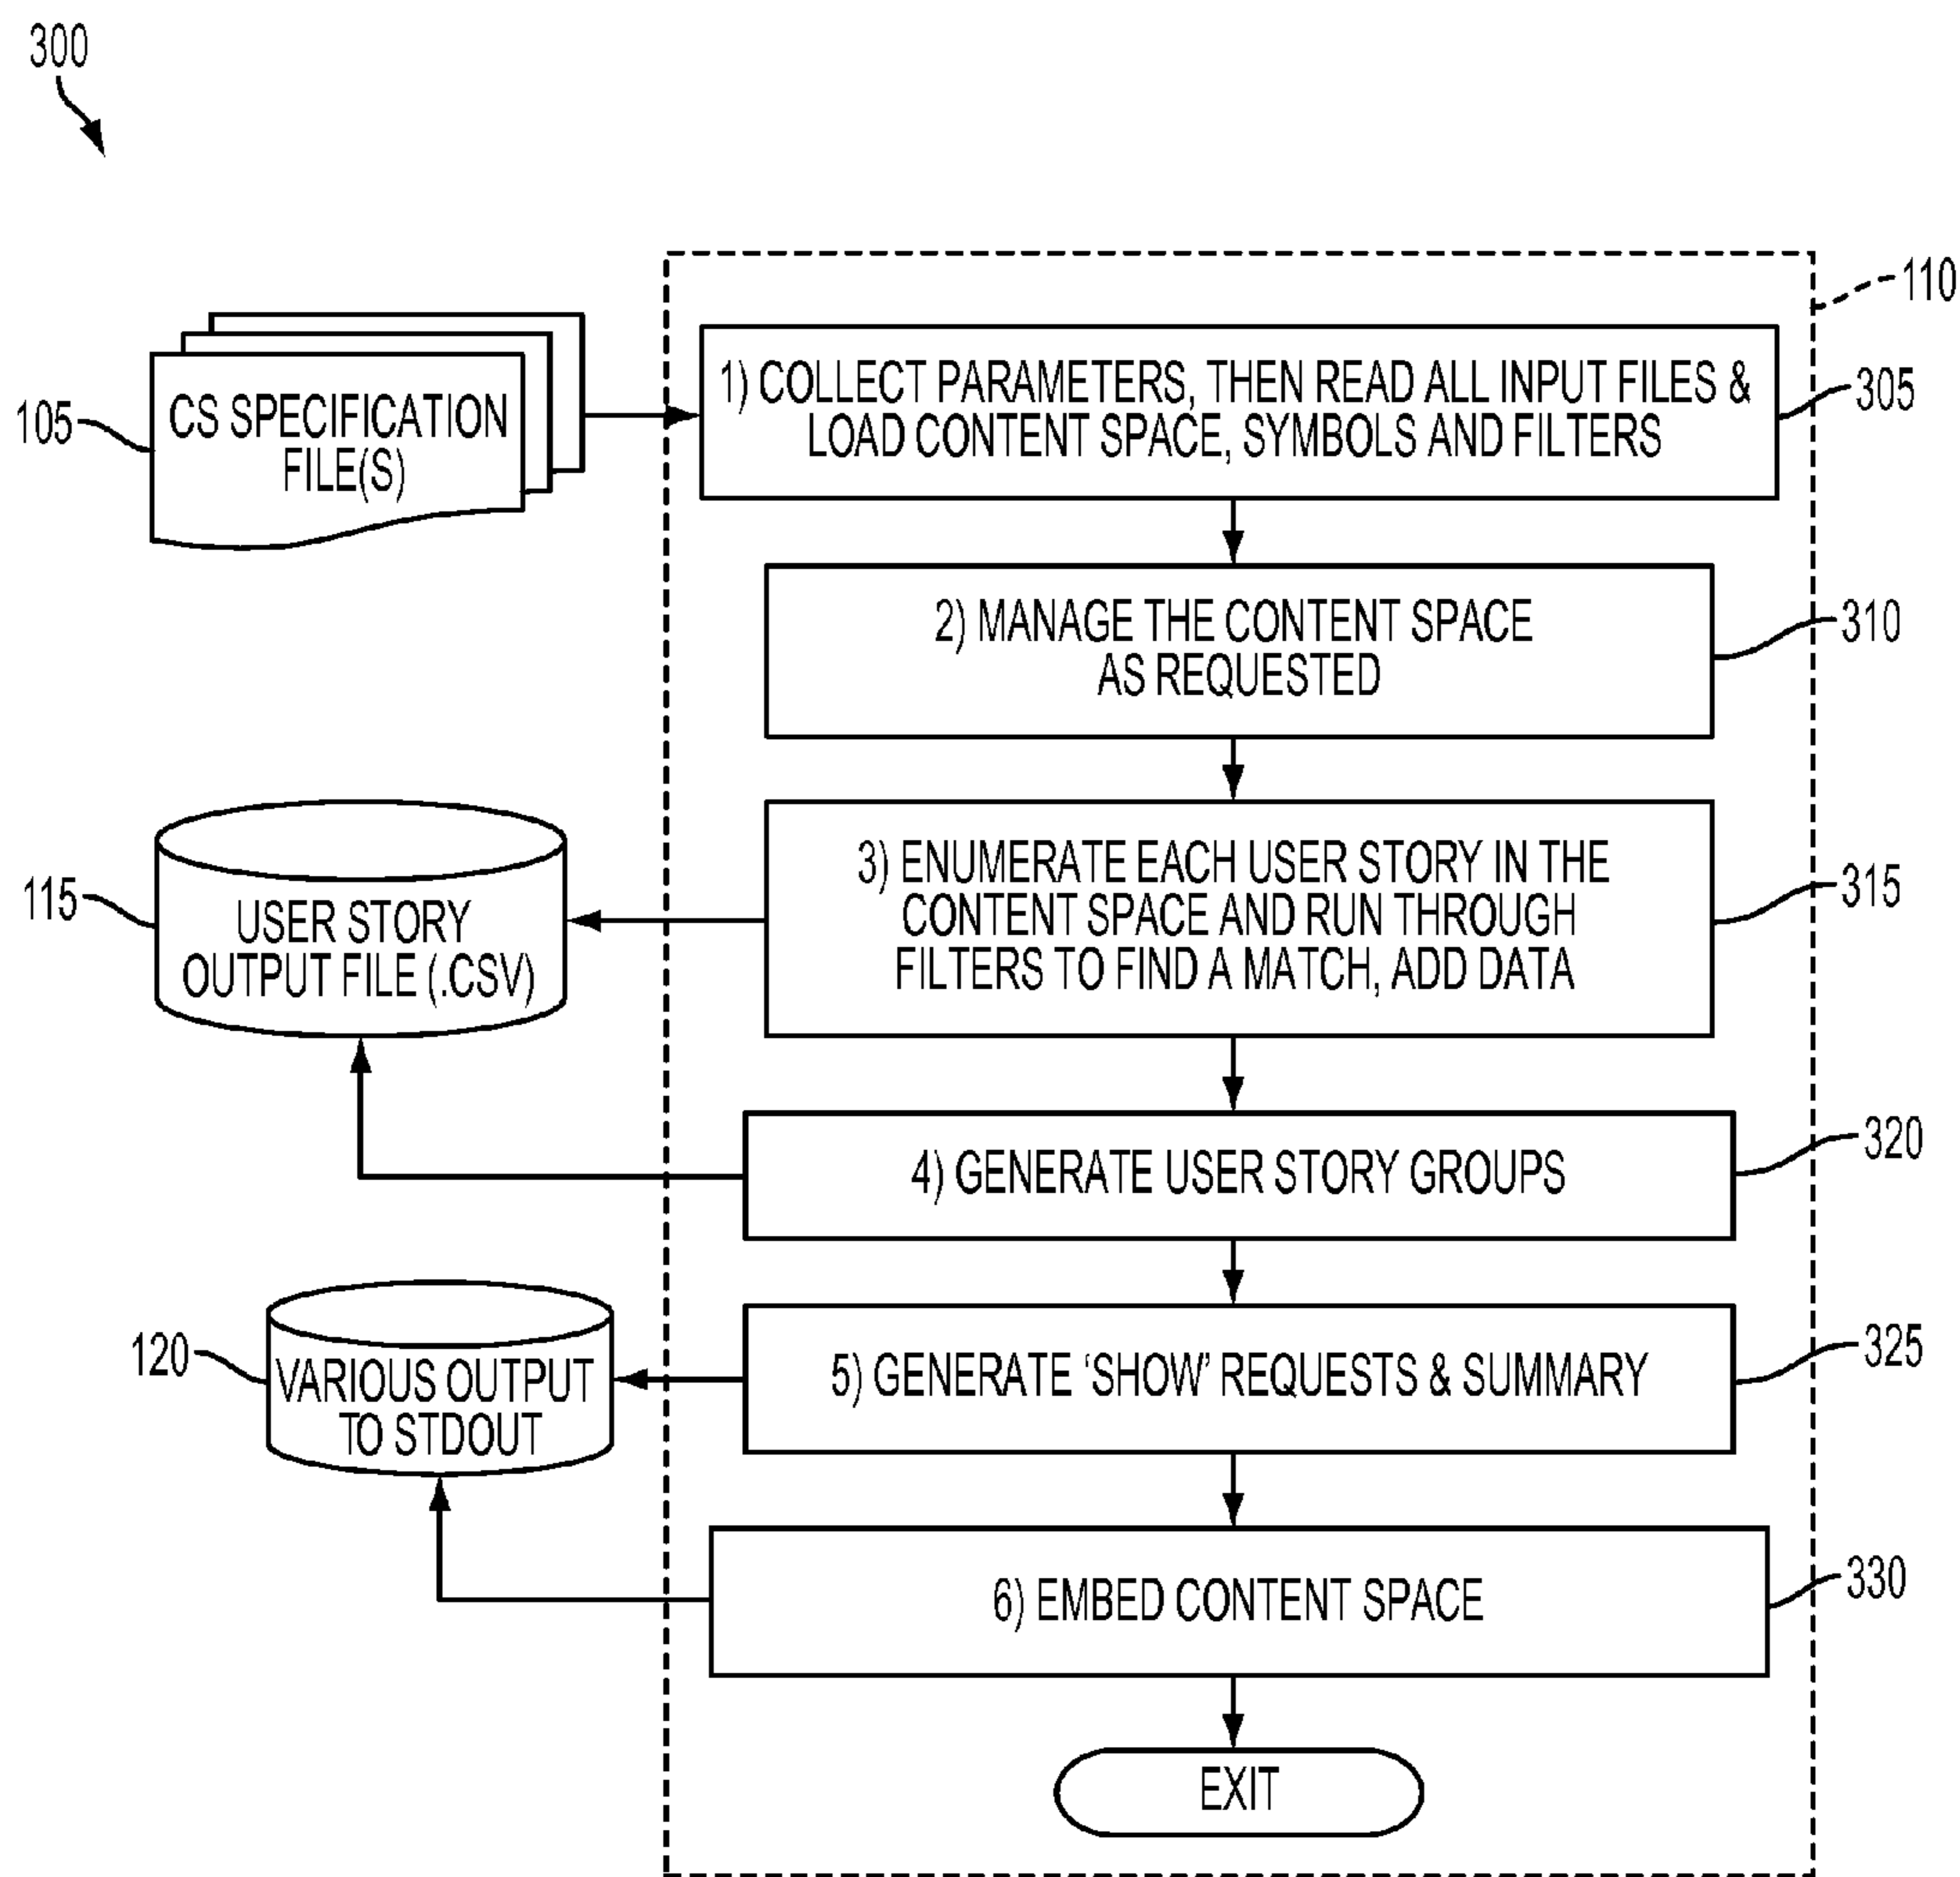 300
110
105
CS SPECIFICATION
FILE(S)
1) COLLECT PARAMETERS, THEN READ ALL INPUT FILES &
LOAD CONTENT SPACE, SYMBOLS AND FILTERS
305
2) MANAGE THE CONTENT SPACE
AS REQUESTED
310
115
USER STORY
OUTPUT FILE (.CSV)
3) ENUMERATE EACH USER STORY IN THE
CONTENT SPACE AND RUN THROUGH
FILTERS TO FIND A MATCH, ADD DATA
315
4) GENERATE USER STORY GROUPS
320
120
VARIOUS OUTPUT
TO STDOUT
5) GENERATE 'SHOW' REQUESTS & SUMMARY
325
6) EMBED CONTENT SPACE
330
EXIT